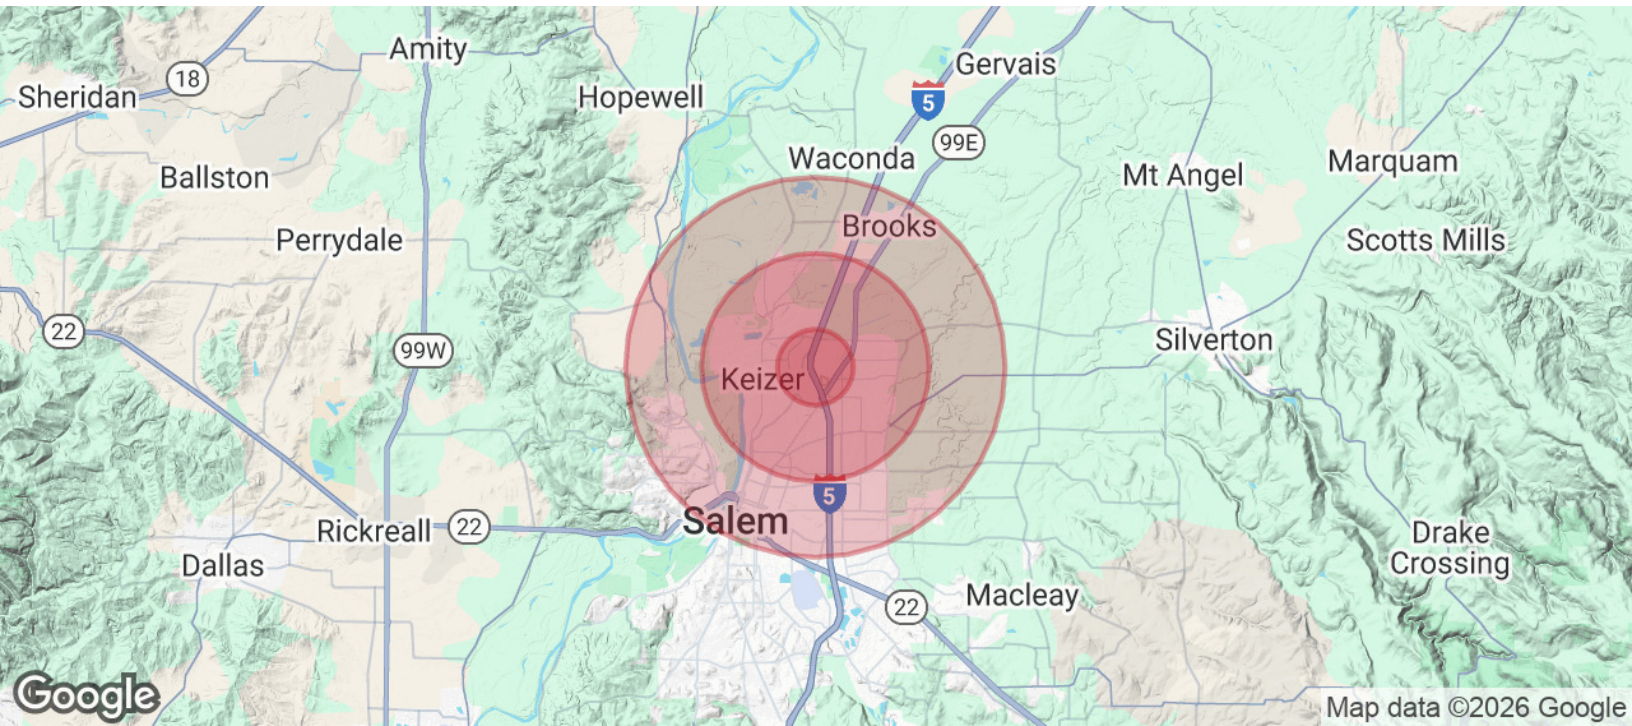 Amity
Gervais
18
Sheridan
Hopewell
5
99E
Waconda
Marquam
Ballston
Mt Angel
Brooks
Perrydale
Scotts Mills
22
99W
Silverton
Keizer
5
Salem
Rickreall
22
Drake
Crossing
Dallas
Macleay
22
Google
Map data ©2026 Google